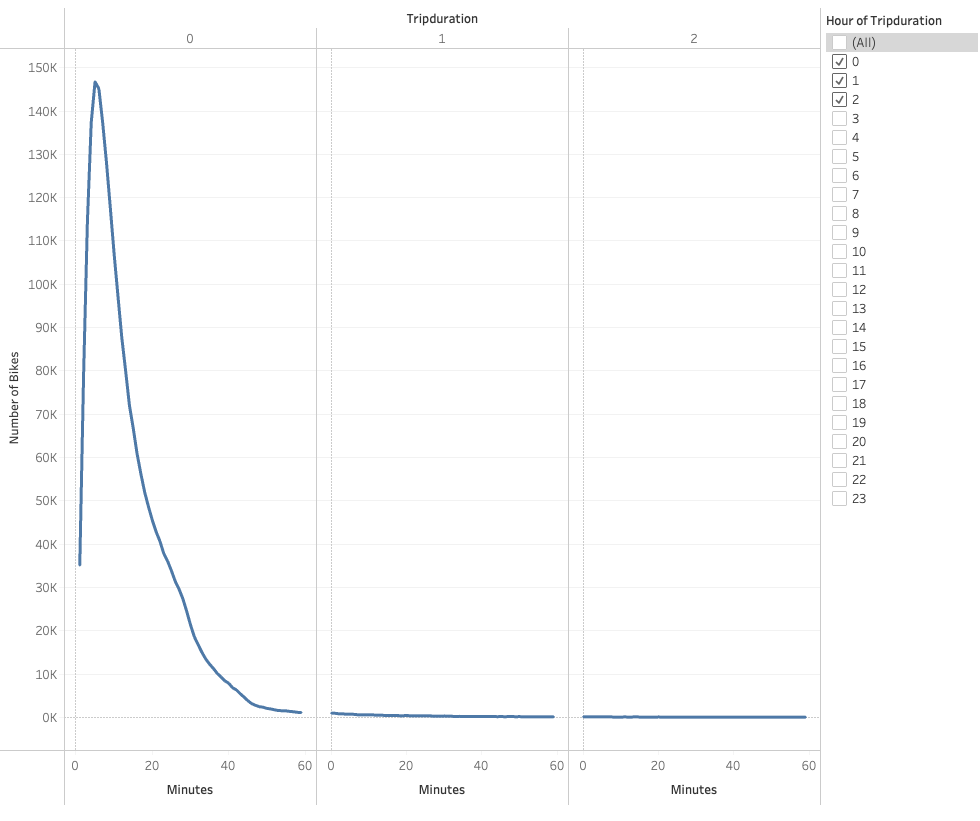 Tripduration
0 1 2
150K
140K
130K
120K
110K
100K
90K
80K
70K
60K
50K
40K
30K
20K
10K
0K
Number of Bikes
0 20 40 60 0 20 40 60 0 20 40 60
Minutes Minutes Minutes
Hour of Tripduration
(All)
0
1
2
3
4
5
6
7
8
9
10
11
12
13
14
15
16
17
18
19
20
21
22
23